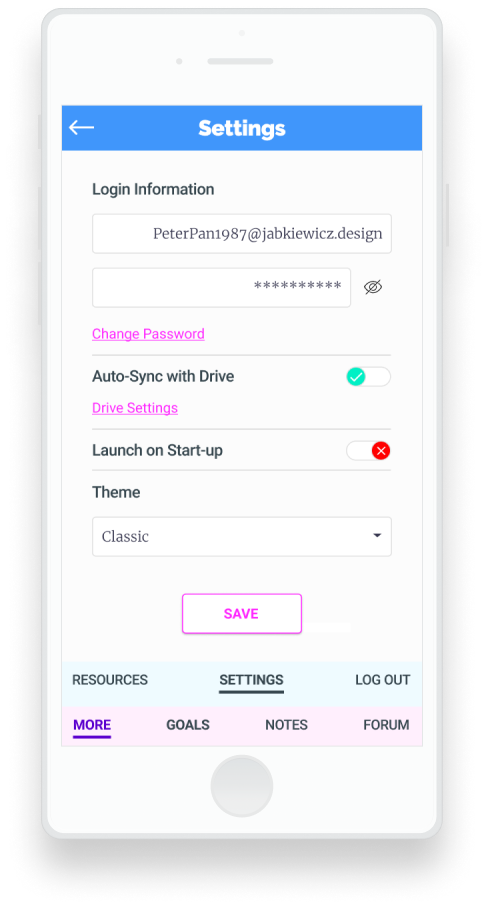 Settings
Login Information
PeterPan1987@jabkiewicz.design
**********
Change Password
Auto-Sync with Drive
Drive Settings
Launch on Start-up
Theme
Classic
SAVE
RESOURCES SETTINGS LOG OUT
MORE GOALS NOTES FORUM